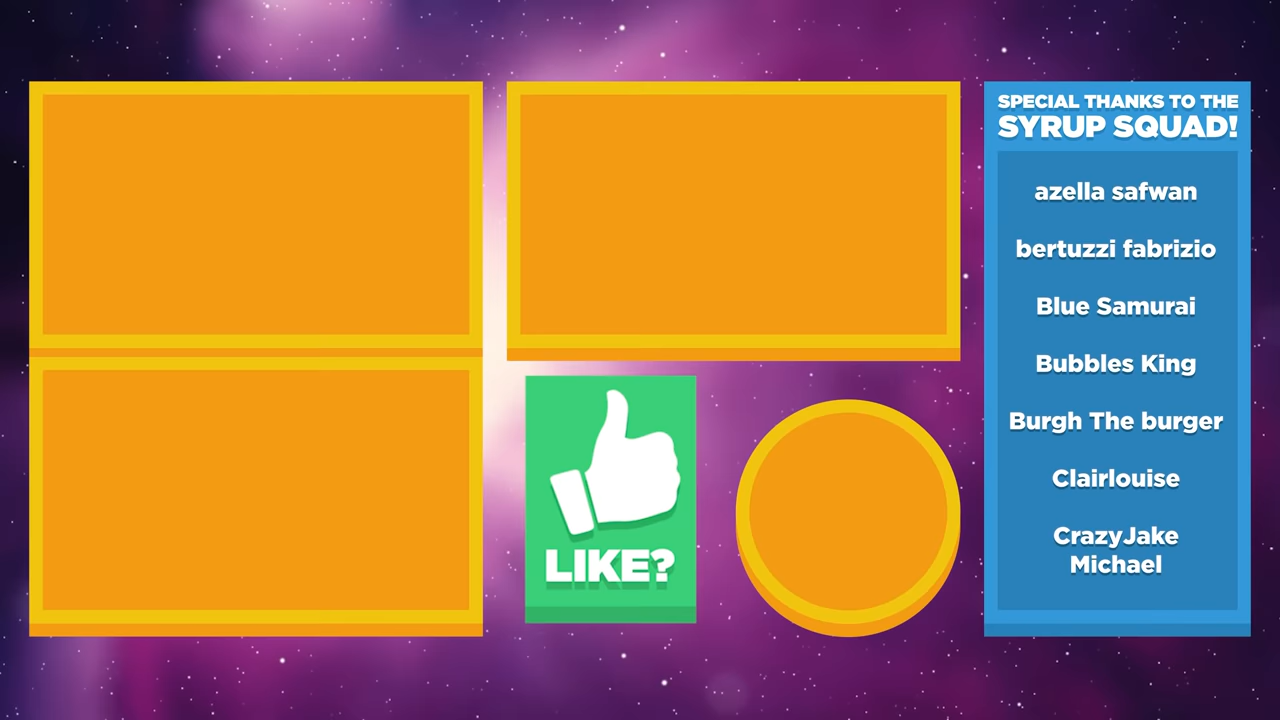 SPECIAL THANKS TO THE
SYRUP SQUAD!
azella safwan
bertuzzi fabrizio
Blue Samurai
Bubbles King
Burgh The burger
Clairlouise
CrazyJake
Michael
LIKE?